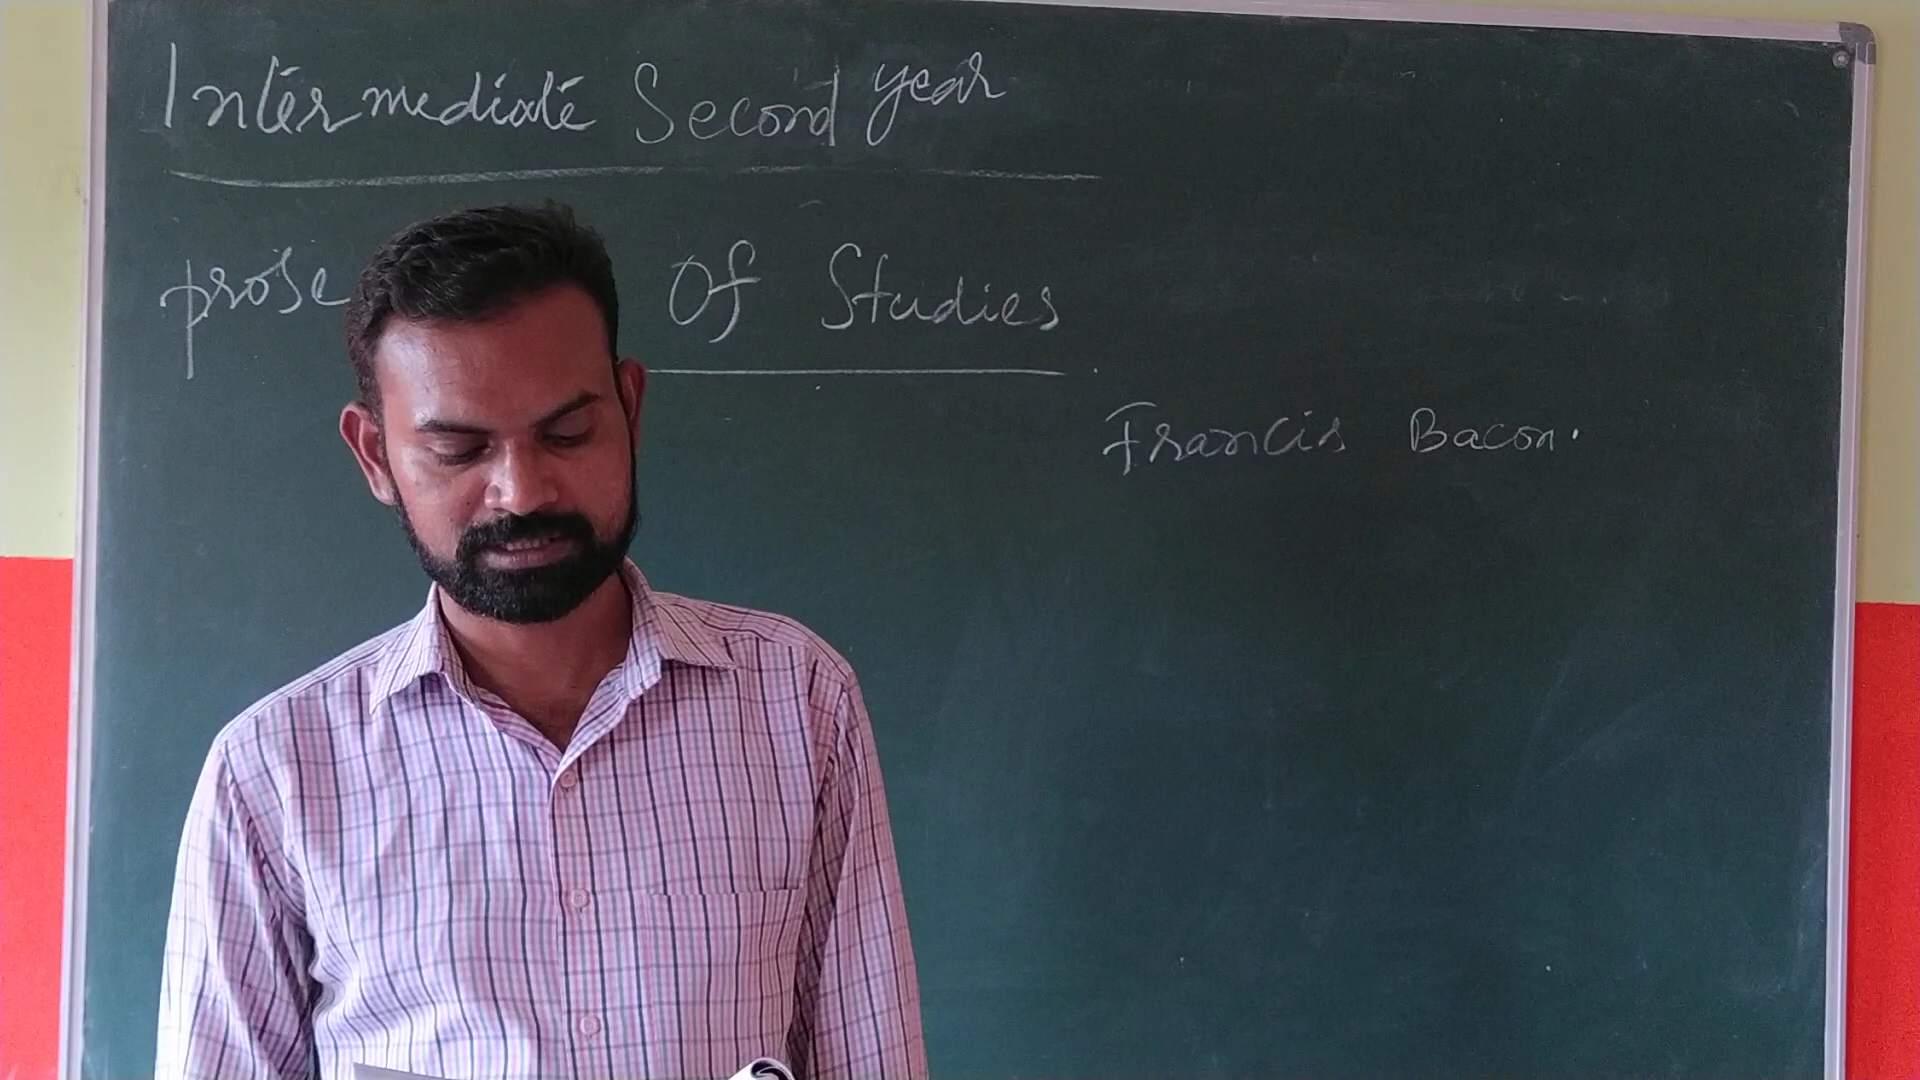 Intermediate Second year
prose Of Studies
Francis Bacon.